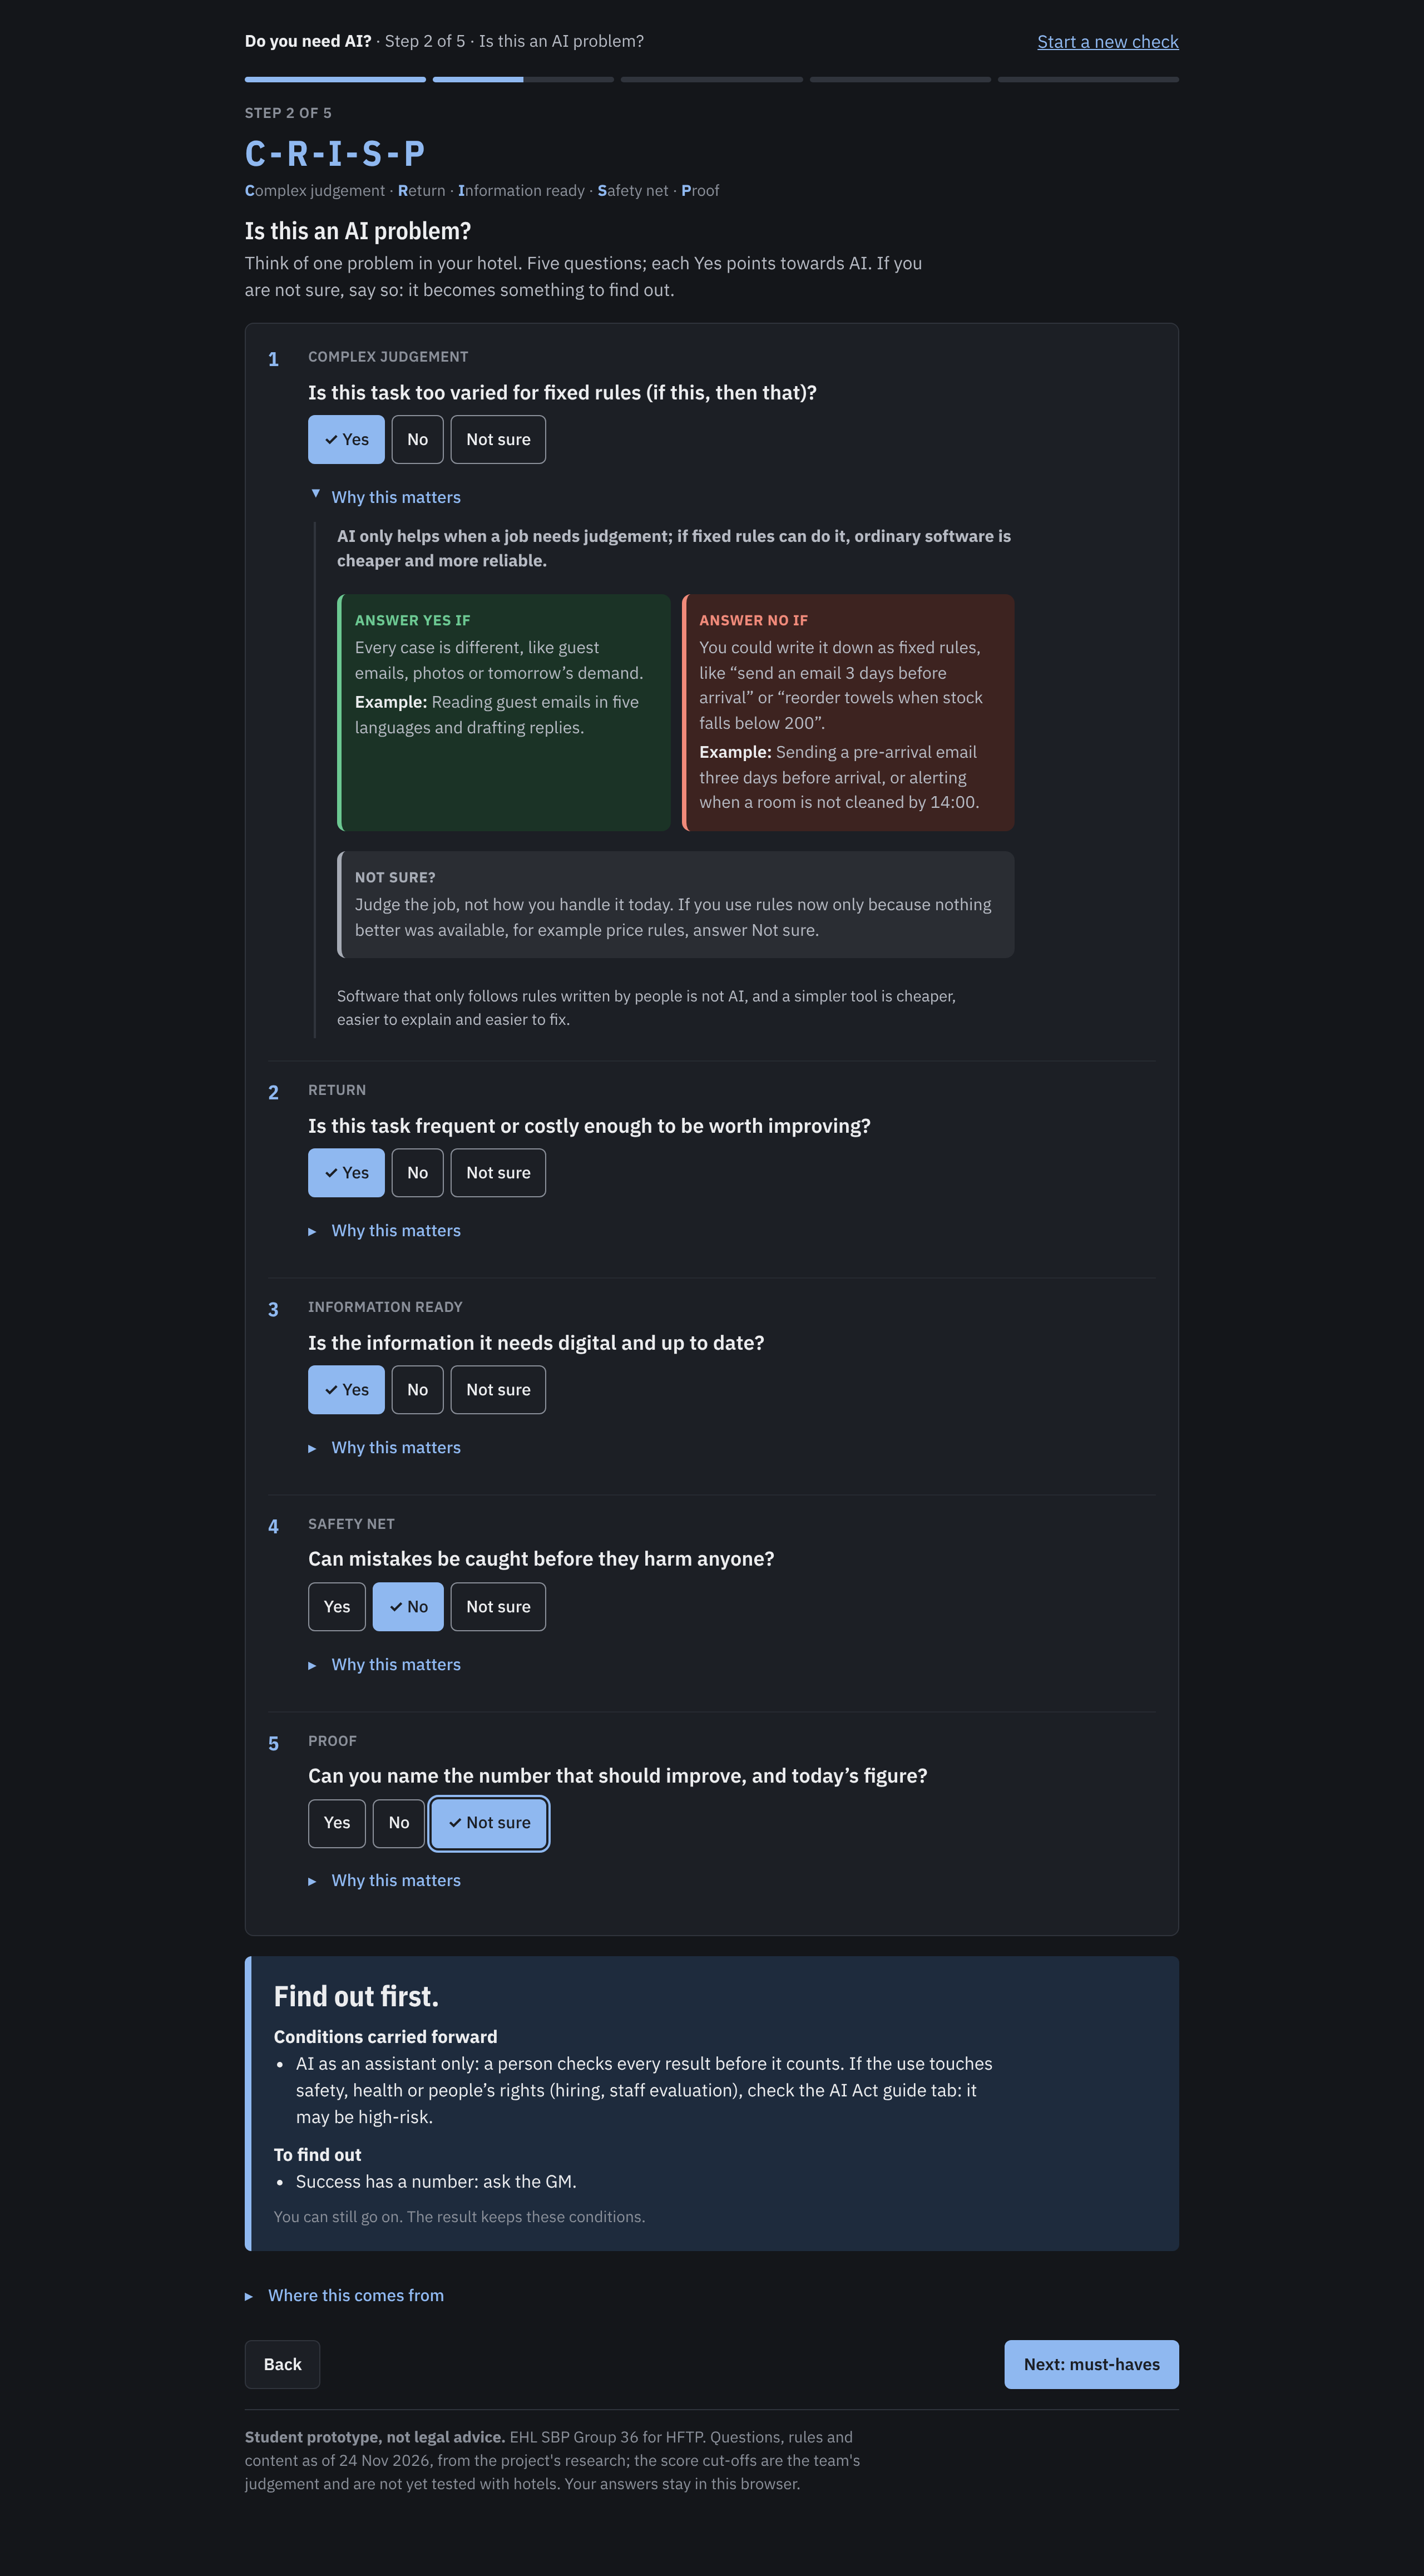 Do you need AI? · Step 2 of 5 · Is this an AI problem?
Start a new check
STEP 2 OF 5
C-R-I-S-P
Complex judgement · Return · Information ready · Safety net · Proof
Is this an AI problem?
Think of one problem in your hotel. Five questions; each Yes points towards AI. If you
are not sure, say so: it becomes something to find out.
1
COMPLEX JUDGEMENT
Is this task too varied for fixed rules (if this, then that)?
✓ Yes
No
Not sure
▼ Why this matters
AI only helps when a job needs judgement; if fixed rules can do it, ordinary software is
cheaper and more reliable.
ANSWER YES IF
Every case is different, like guest
emails, photos or tomorrow’s demand.
Example: Reading guest emails in five
languages and drafting replies.
ANSWER NO IF
You could write it down as fixed rules,
like “send an email 3 days before
arrival” or “reorder towels when stock
falls below 200”.
Example: Sending a pre-arrival email
three days before arrival, or alerting
when a room is not cleaned by 14:00.
NOT SURE?
Judge the job, not how you handle it today. If you use rules now only because nothing
better was available, for example price rules, answer Not sure.
Software that only follows rules written by people is not AI, and a simpler tool is cheaper,
easier to explain and easier to fix.
2
RETURN
Is this task frequent or costly enough to be worth improving?
✓ Yes
No
Not sure
▶ Why this matters
3
INFORMATION READY
Is the information it needs digital and up to date?
✓ Yes
No
Not sure
▶ Why this matters
4
SAFETY NET
Can mistakes be caught before they harm anyone?
Yes
✓ No
Not sure
▶ Why this matters
5
PROOF
Can you name the number that should improve, and today’s figure?
Yes
No
✓ Not sure
▶ Why this matters
Find out first.
Conditions carried forward
• AI as an assistant only: a person checks every result before it counts. If the use touches
safety, health or people’s rights (hiring, staff evaluation), check the AI Act guide tab: it
may be high-risk.
To find out
• Success has a number: ask the GM.
You can still go on. The result keeps these conditions.
▶ Where this comes from
Back
Next: must-haves
Student prototype, not legal advice. EHL SBP Group 36 for HFTP. Questions, rules and
content as of 24 Nov 2026, from the project's research; the score cut-offs are the team's
judgement and are not yet tested with hotels. Your answers stay in this browser.